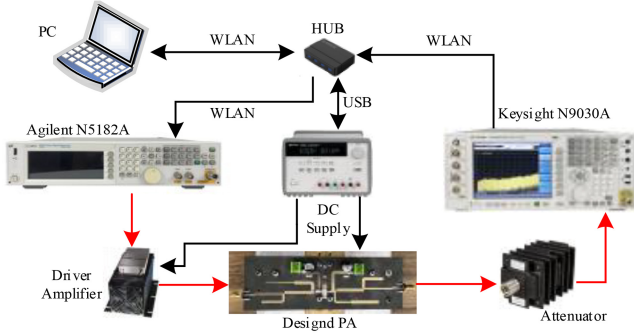 HUB
PC
WLAN
WLAN
WLAN
USB
Agilent N5182A
Keysight N9030A
DC
Supply
Driver
Amplifier
Designd PA
Attenuator